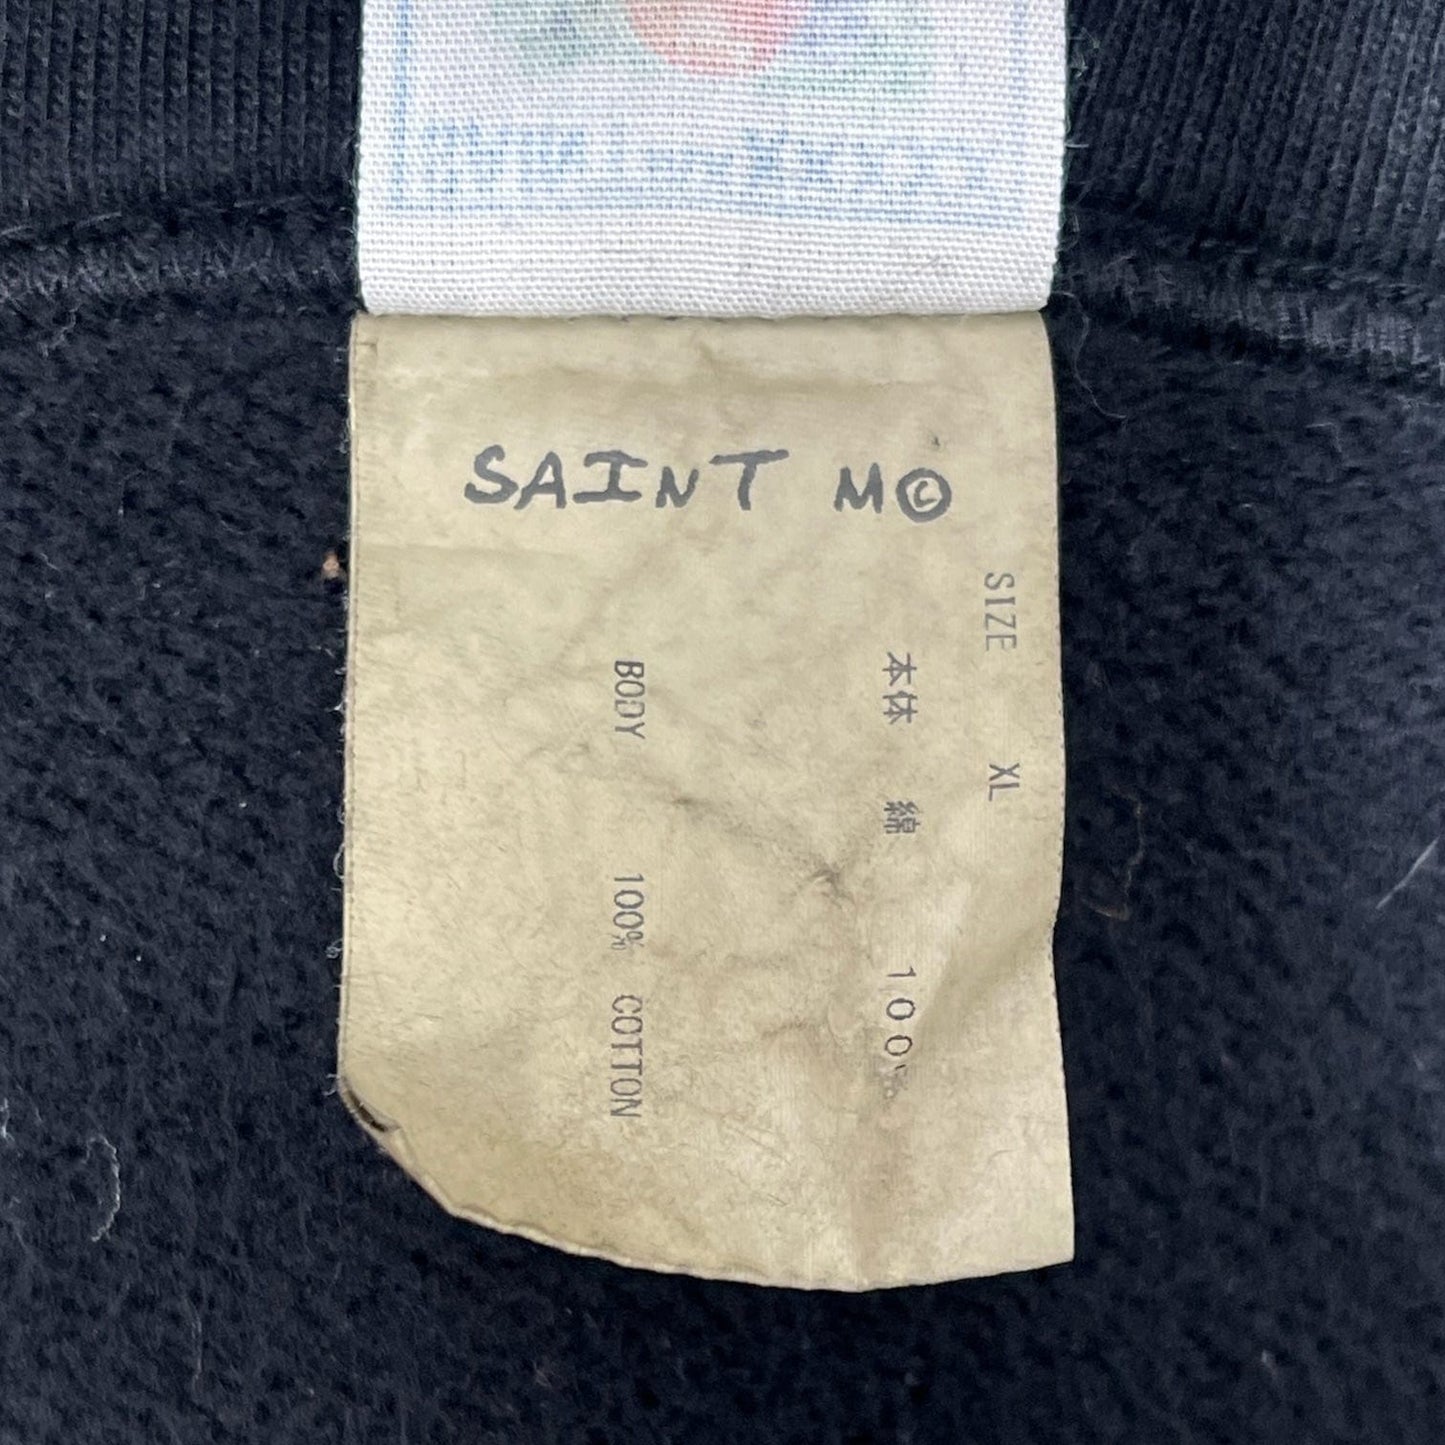 SAINT M©
SIZE XL
本体 綿 100%
BODY 100% COTTON